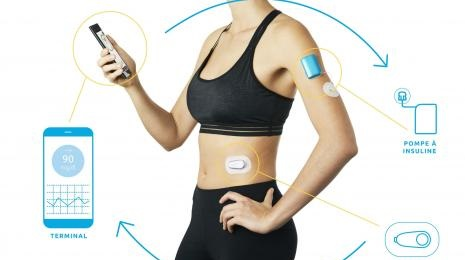 90
mg/dl
TERMINAL
POMPE À
INSULINE